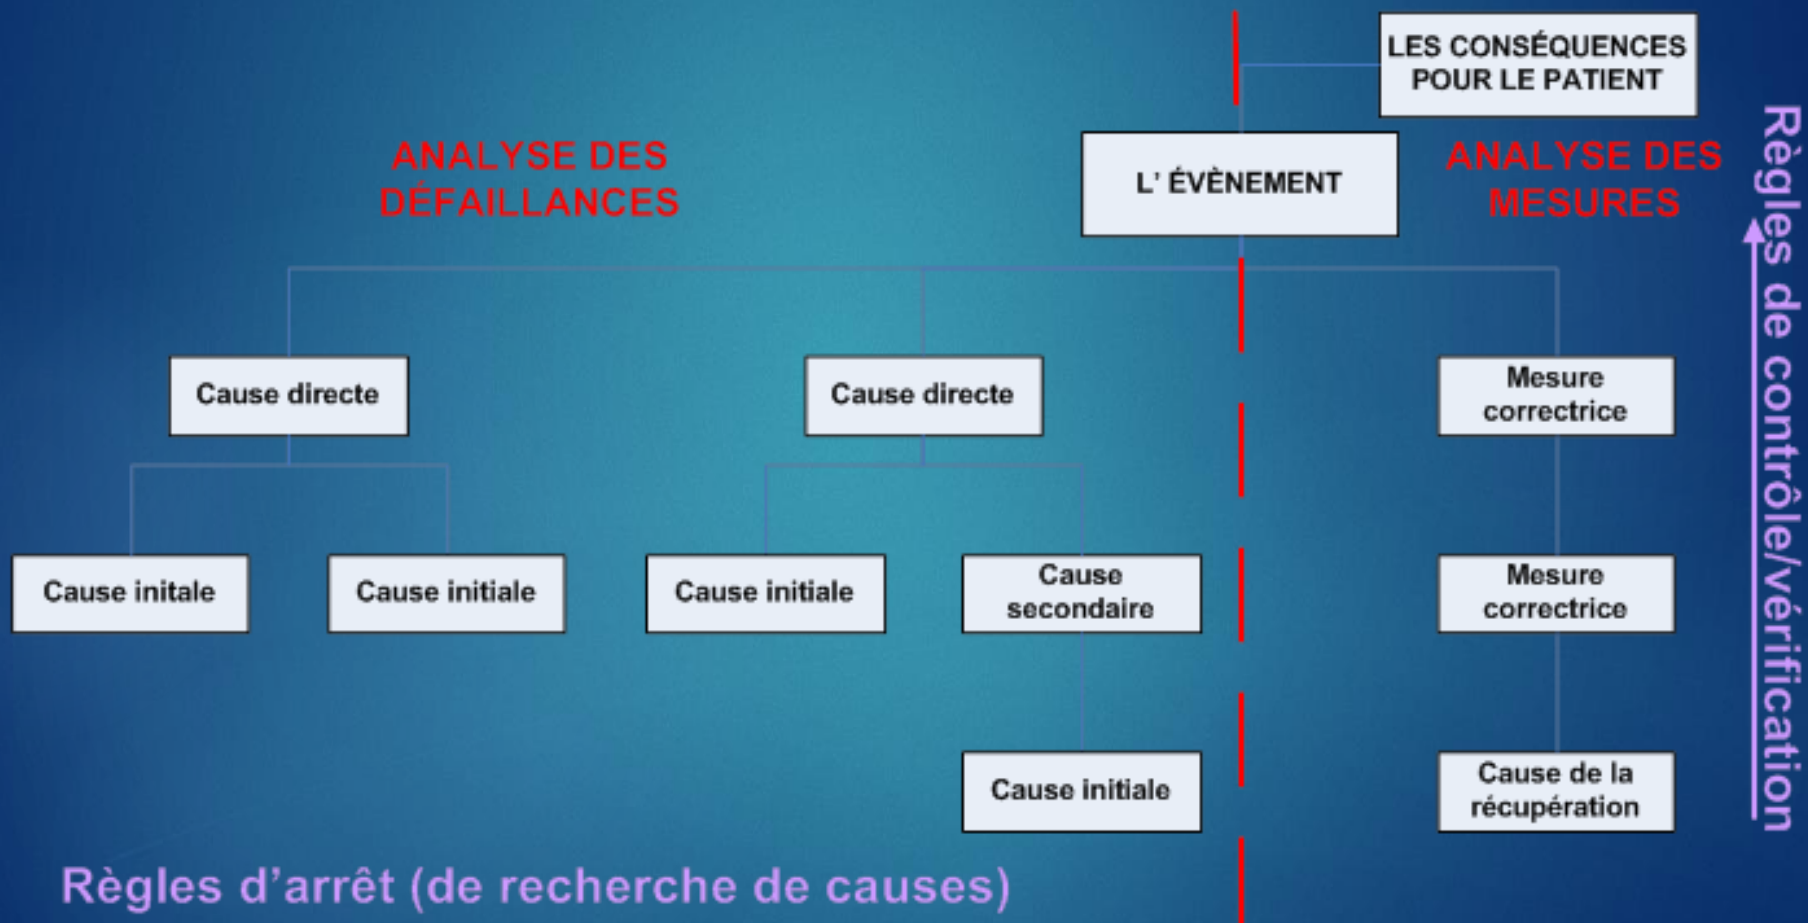 LES CONSÉQUENCES
POUR LE PATIENT
ANALYSE DES
DÉFAILLANCES
L' ÉVÈNEMENT
ANALYSE DES
MESURES
Règles de contrôle/vérification
Cause directe
Cause directe
Mesure
correctrice
Cause initale
Cause initiale
Cause initiale
Cause
secondaire
Mesure
correctrice
Cause initiale
Cause de la
récupération
Règles d’arrêt (de recherche de causes)